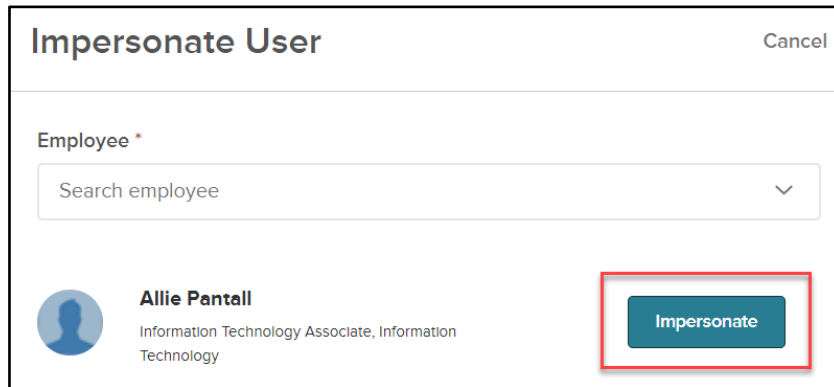 Impersonate User
Cancel
Employee *
Search employee
Allie Pantall
Information Technology Associate, Information
Technology
Impersonate